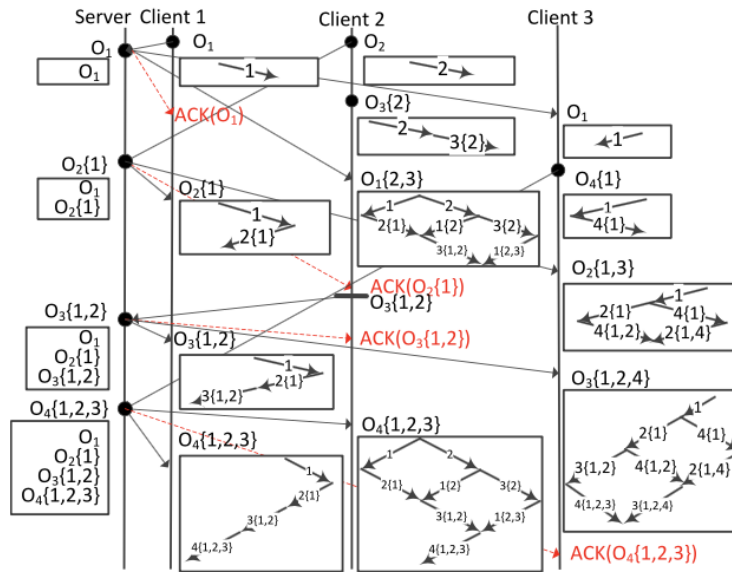 Server Client 1 Client 2 Client 3
O₁
O₁
O₁
1
O₂
2
O₃{2}
2 3{2}
O₁
1
ACK(O₁)
O₂{1}
O₁
O₂{1}
O₂{1}
1
2{1}
O₁{2,3}
1 2
2{1} 1{2} 3{2}
3{1,2} 1{2,3}
O₄{1}
1
4{1}
ACK(O₂{1})
O₃{1,2}
O₂{1,3}
1
2{1} 4{1}
4{1,2} 2{1,4}
O₃{1,2}
O₁
O₂{1}
O₃{1,2}
O₃{1,2}
1
2{1}
3{1,2}
ACK(O₃{1,2})
O₃{1,2,4}
1
2{1} 4{1}
3{1,2} 4{1,2} 2{1,4}
4{1,2,3} 3{1,2,4}
O₄{1,2,3}
O₁
O₂{1}
O₃{1,2}
O₄{1,2,3}
O₄{1,2,3}
1
2{1}
3{1,2}
4{1,2,3}
O₄{1,2,3}
1 2
2{1} 1{2} 3{2}
3{1,2} 1{2,3}
4{1,2,3}
ACK(O₄{1,2,3})